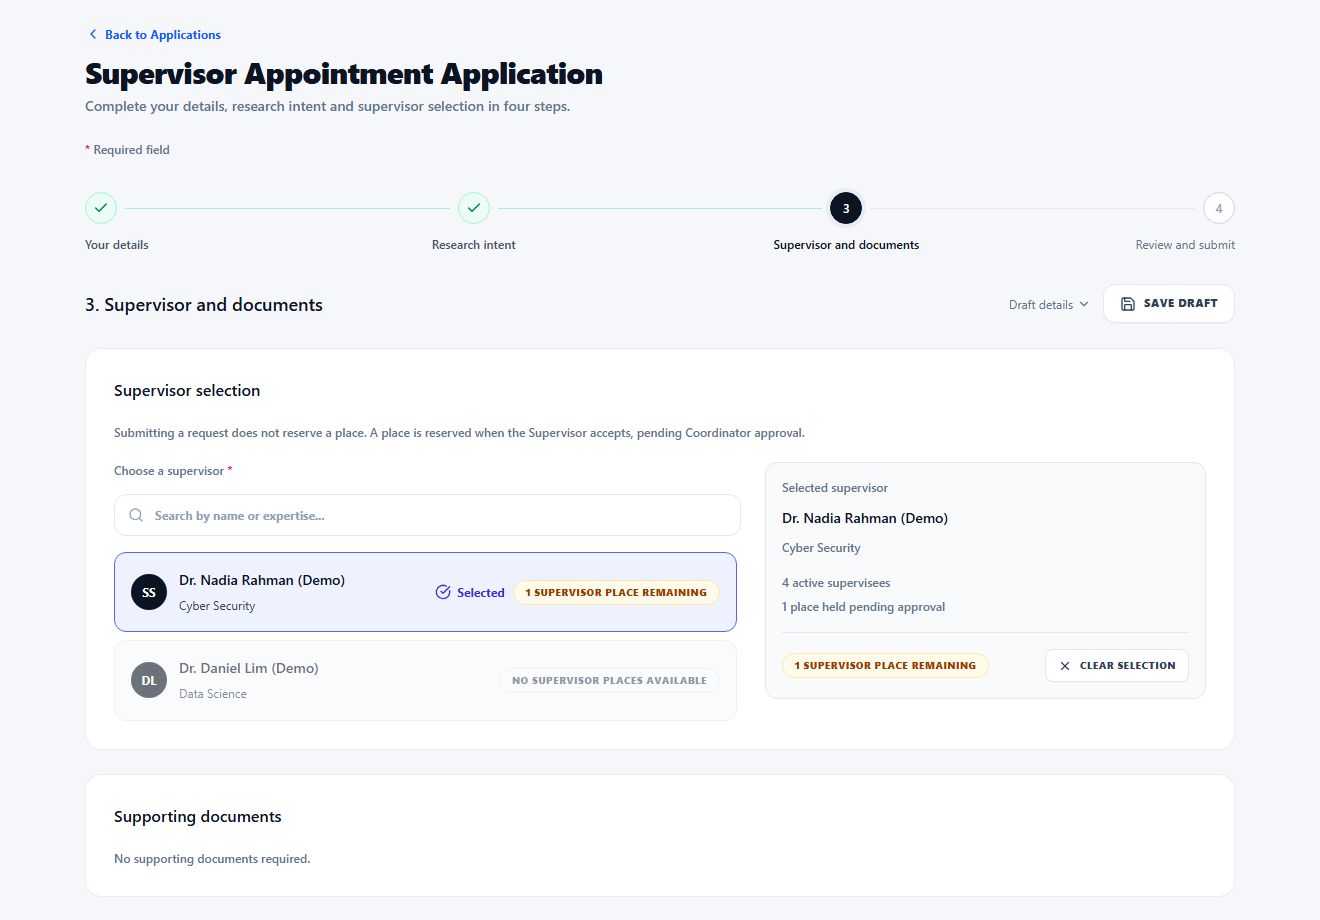 Back to Applications
Supervisor Appointment Application
Complete your details, research intent and supervisor selection in four steps.
* Required field
3
4
Your details
Research intent
Supervisor and documents
Review and submit
3. Supervisor and documents
Draft details
SAVE DRAFT
Supervisor selection
Submitting a request does not reserve a place. A place is reserved when the Supervisor accepts, pending Coordinator approval.
Choose a supervisor *
Search by name or expertise...
SS
Dr. Nadia Rahman (Demo)
Cyber Security
Selected
1 SUPERVISOR PLACE REMAINING
DL
Dr. Daniel Lim (Demo)
Data Science
NO SUPERVISOR PLACES AVAILABLE
Selected supervisor
Dr. Nadia Rahman (Demo)
Cyber Security
4 active supervisees
1 place held pending approval
1 SUPERVISOR PLACE REMAINING
CLEAR SELECTION
Supporting documents
No supporting documents required.